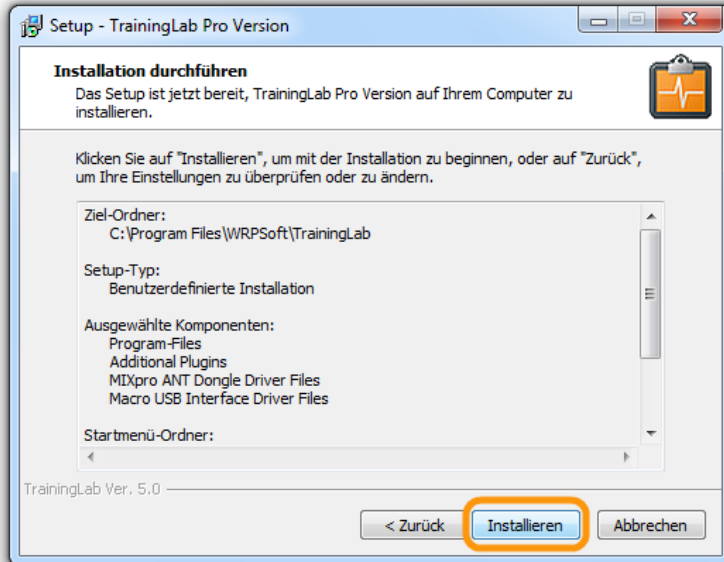 Setup - TrainingLab Pro Version
Installation durchführen
Das Setup ist jetzt bereit, TrainingLab Pro Version auf Ihrem Computer zu
installieren.
Klicken Sie auf "Installieren", um mit der Installation zu beginnen, oder auf "Zurück",
um Ihre Einstellungen zu überprüfen oder zu ändern.
Ziel-Ordner:
C:\Program Files\WRPSoft\TrainingLab
Setup-Typ:
Benutzerdefinierte Installation
Ausgewählte Komponenten:
Program-Files
Additional Plugins
MIXpro ANT Dongle Driver Files
Macro USB Interface Driver Files
Startmenü-Ordner:
TrainingLab Ver. 5.0
< Zurück Installieren Abbrechen